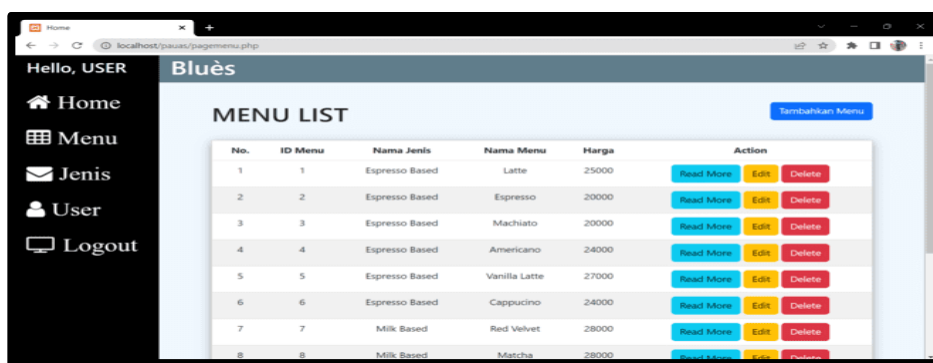 Home
localhost/pauas/pagemenu.php
Hello, USER
Bluès
Home
Menu
Jenis
User
Logout
MENU LIST
Tambahkan Menu
No. ID Menu Nama Jenis Nama Menu Harga Action
1 1 Espresso Based Latte 25000 Read More Edit Delete
2 2 Espresso Based Espresso 20000 Read More Edit Delete
3 3 Espresso Based Machiato 20000 Read More Edit Delete
4 4 Espresso Based Americano 24000 Read More Edit Delete
5 5 Espresso Based Vanilla Latte 27000 Read More Edit Delete
6 6 Espresso Based Cappucino 24000 Read More Edit Delete
7 7 Milk Based Red Velvet 28000 Read More Edit Delete
8 8 Milk Based Matcha 28000 Read More Edit Delete